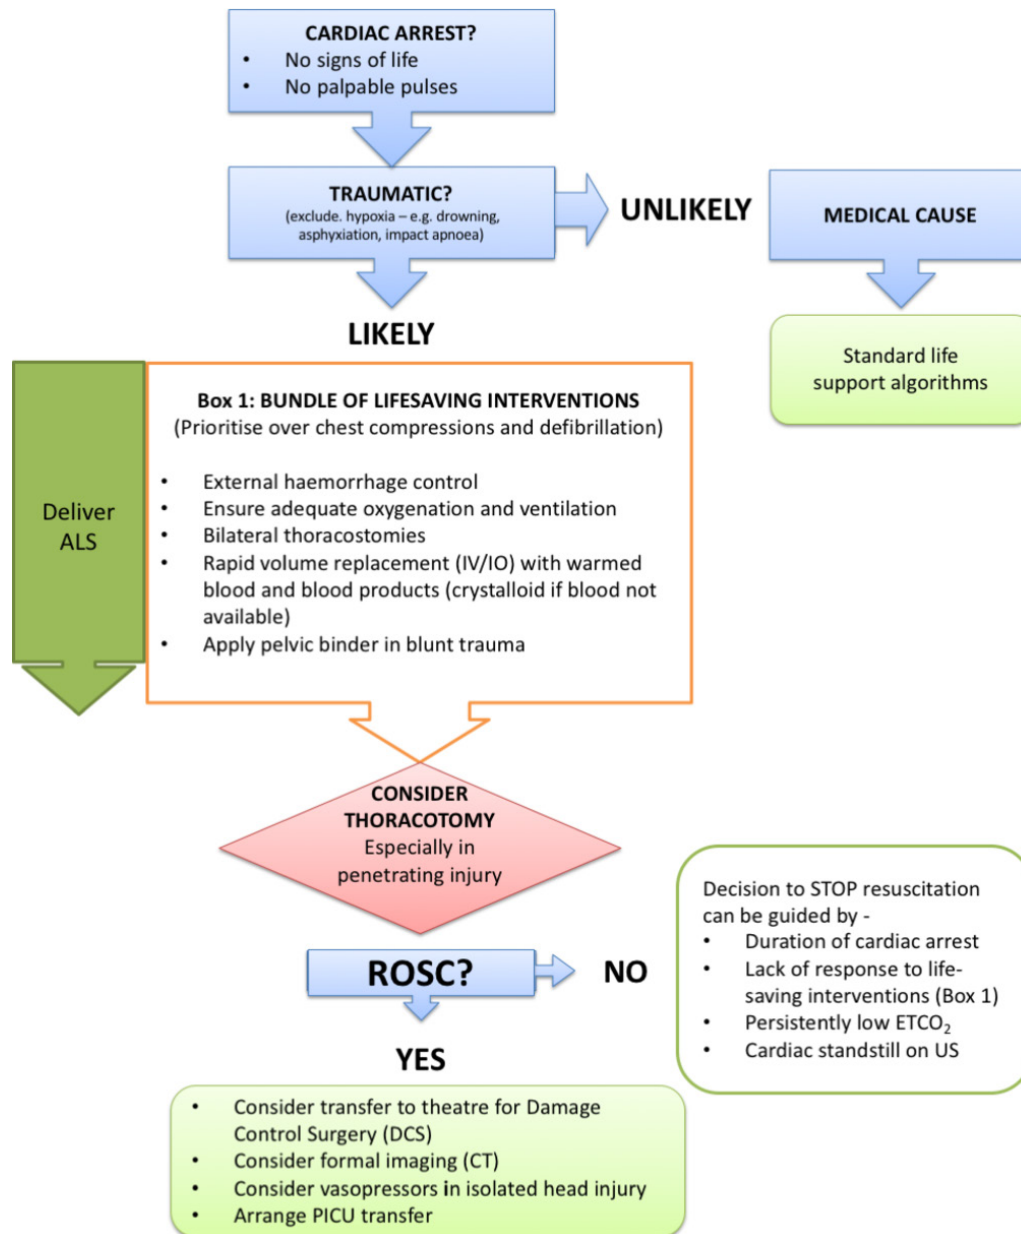 CARDIAC ARREST?
• No signs of life
• No palpable pulses
TRAUMATIC?
(exclude. hypoxia – e.g. drowning,
asphyxiation, impact apnoea)
UNLIKELY
MEDICAL CAUSE
Standard life
support algorithms
LIKELY
Deliver
ALS
Box 1: BUNDLE OF LIFESAVING INTERVENTIONS
(Prioritise over chest compressions and defibrillation)
• External haemorrhage control
• Ensure adequate oxygenation and ventilation
• Bilateral thoracostomies
• Rapid volume replacement (IV/IO) with warmed
blood and blood products (crystalloid if blood not
available)
• Apply pelvic binder in blunt trauma
CONSIDER
THORACOTOMY
Especially in
penetrating injury
ROSC?
NO
Decision to STOP resuscitation
can be guided by -
• Duration of cardiac arrest
• Lack of response to life-
saving interventions (Box 1)
• Persistently low ETCO₂
• Cardiac standstill on US
YES
• Consider transfer to theatre for Damage
Control Surgery (DCS)
• Consider formal imaging (CT)
• Consider vasopressors in isolated head injury
• Arrange PICU transfer